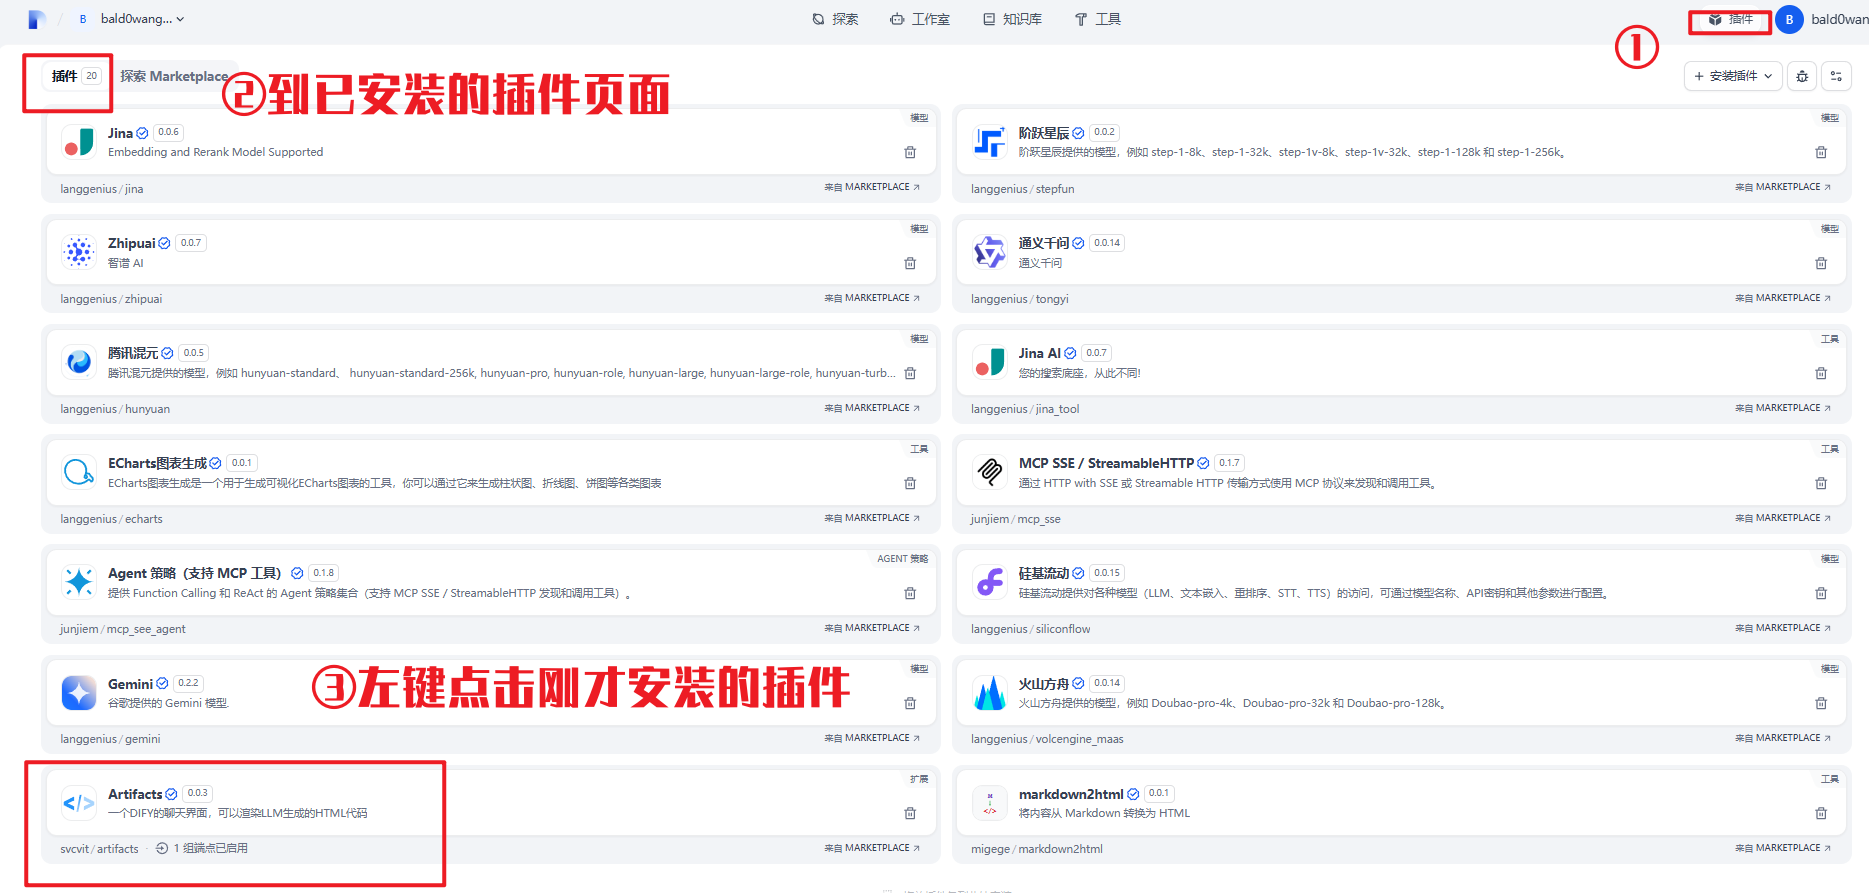 B bald0wang...
探索
工作室
知识库
工具
插件
B bald0wan
①
插件 20
探索 Marketplace
②到已安装的插件页面
安装插件
模型
Jina 0.0.6
Embedding and Rerank Model Supported
langgenius / jina
来自 MARKETPLACE
模型
阶跃星辰 0.0.2
阶跃星辰提供的模型，例如 step-1-8k、step-1-32k、step-1v-8k、step-1v-32k、step-1-128k 和 step-1-256k。
langgenius / stepfun
来自 MARKETPLACE
模型
Zhipuai 0.0.7
智谱 AI
langgenius / zhipuai
来自 MARKETPLACE
模型
通义千问 0.0.14
通义千问
langgenius / tongyi
来自 MARKETPLACE
模型
腾讯混元 0.0.5
腾讯混元提供的模型，例如 hunyuan-standard、 hunyuan-standard-256k, hunyuan-pro, hunyuan-role, hunyuan-large, hunyuan-large-role, hunyuan-turb...
langgenius / hunyuan
来自 MARKETPLACE
工具
Jina AI 0.0.7
您的搜索底座，从此不同!
langgenius / jina_tool
来自 MARKETPLACE
工具
ECharts图表生成 0.0.1
ECharts图表生成是一个用于生成可视化ECharts图表的工具，你可以通过它来生成柱状图、折线图、饼图等各类图表
langgenius / echarts
来自 MARKETPLACE
工具
MCP SSE / StreamableHTTP 0.1.7
通过 HTTP with SSE 或 Streamable HTTP 传输方式使用 MCP 协议来发现和调用工具。
junjiem / mcp_sse
来自 MARKETPLACE
AGENT 策略
Agent 策略（支持 MCP 工具） 0.1.8
提供 Function Calling 和 ReAct 的 Agent 策略集合（支持 MCP SSE / StreamableHTTP 发现和调用工具）。
junjiem / mcp_see_agent
来自 MARKETPLACE
模型
硅基流动 0.0.15
硅基流动提供对各种模型（LLM、文本嵌入、重排序、STT、TTS）的访问，可通过模型名称、API密钥和其他参数进行配置。
langgenius / siliconflow
来自 MARKETPLACE
模型
Gemini 0.2.2
谷歌提供的 Gemini 模型.
③左键点击刚才安装的插件
langgenius / gemini
来自 MARKETPLACE
模型
火山方舟 0.0.14
火山方舟提供的模型，例如 Doubao-pro-4k、Doubao-pro-32k 和 Doubao-pro-128k。
langgenius / volcengine_maas
来自 MARKETPLACE
扩展
Artifacts 0.0.3
一个DIFY的聊天界面，可以渲染LLM生成的HTML代码
svcvit / artifacts · 1 组端点已启用
来自 MARKETPLACE
工具
markdown2html 0.0.1
将内容从 Markdown 转换为 HTML
migege / markdown2html
来自 MARKETPLACE